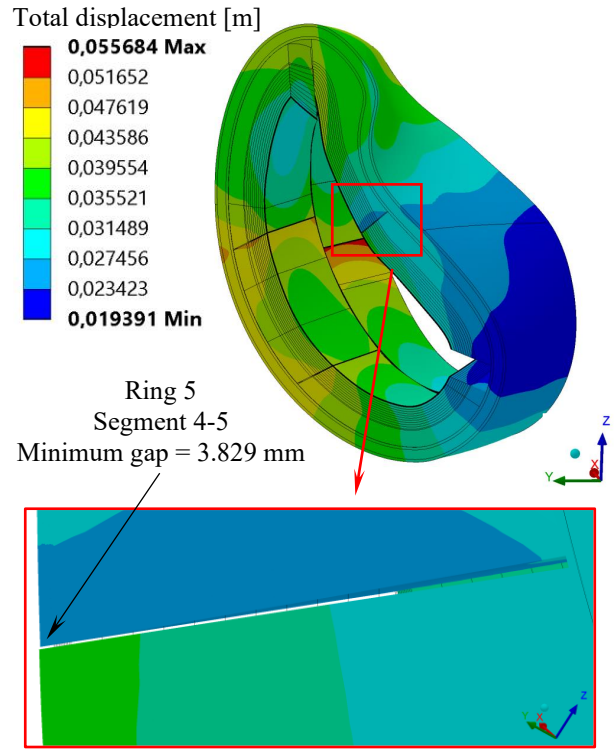 Total displacement [m]
0,055684 Max
0,051652
0,047619
0,043586
0,039554
0,035521
0,031489
0,027456
0,023423
0,019391 Min
Ring 5
Segment 4-5
Minimum gap = 3.829 mm
Z
Y
X
Z
Y
X